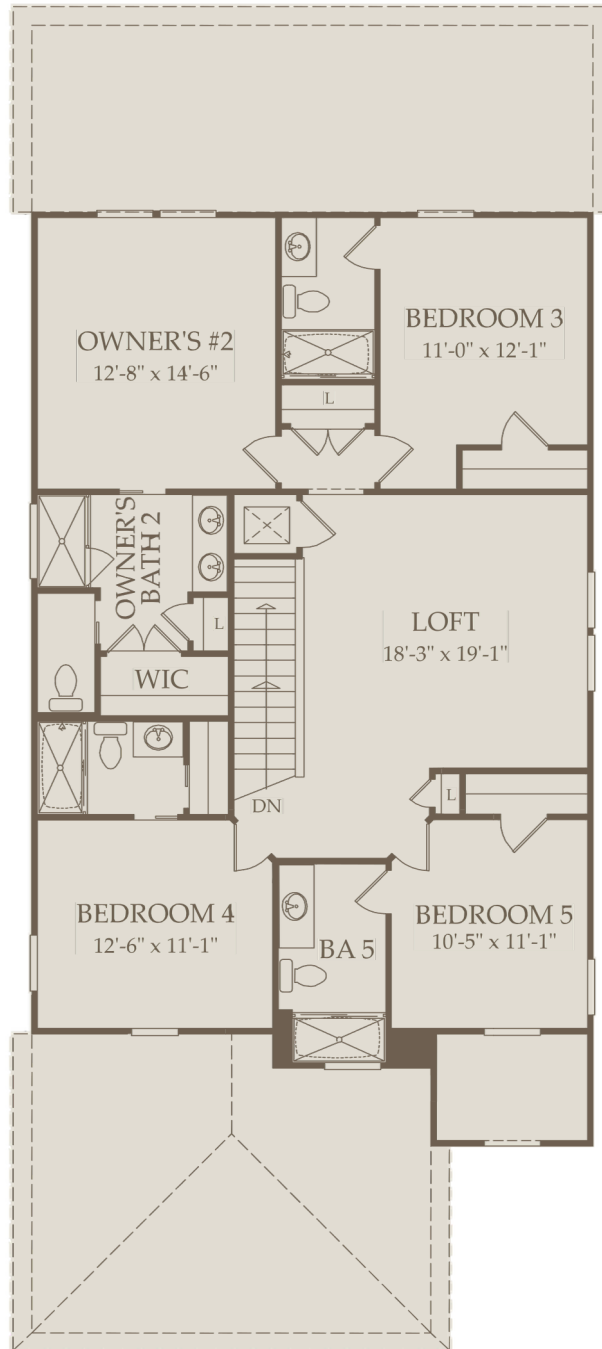 OWNER'S #2
12'-8" x 14'-6"
BEDROOM 3
11'-0" x 12'-1"
L
OWNER'S
BATH 2
L
WIC
LOFT
18'-3" x 19'-1"
DN
L
BEDROOM 4
12'-6" x 11'-1"
BA 5
BEDROOM 5
10'-5" x 11'-1"